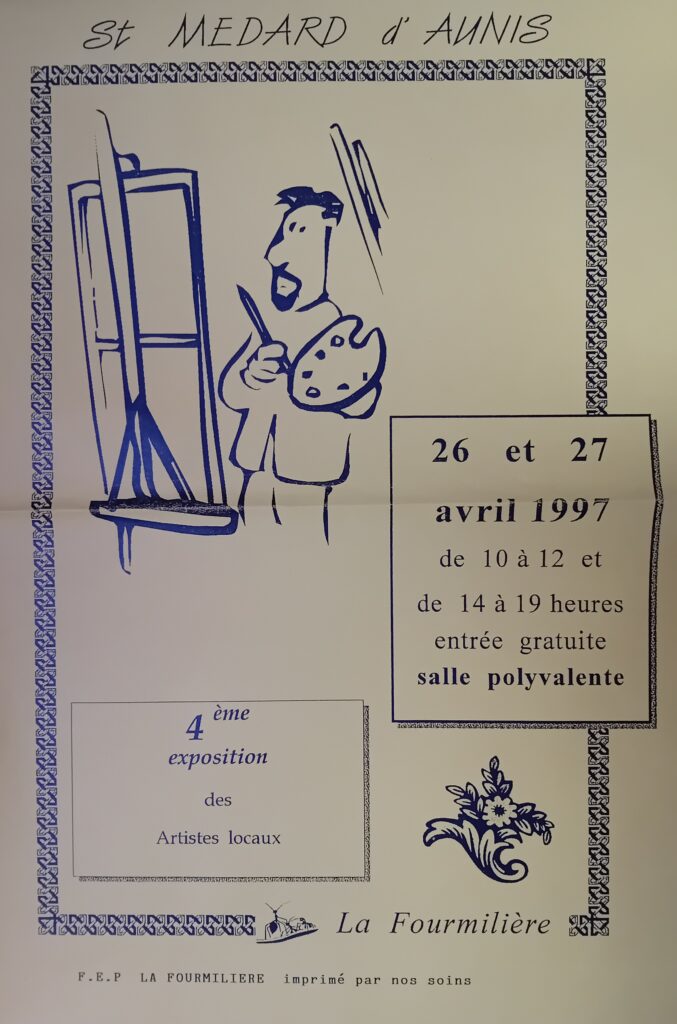 St MEDARD d'AUNIS
26 et 27
avril 1997
de 10 à 12 et
de 14 à 19 heures
entrée gratuite
salle polyvalente
4ème
exposition
des
Artistes locaux
La Fourmilière
F.E.P LA FOURMILIERE imprimé par nos soins